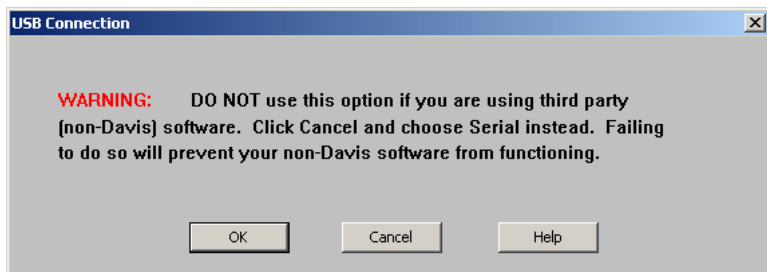 USB Connection
WARNING: DO NOT use this option if you are using third party
(non-Davis) software. Click Cancel and choose Serial instead. Failing
to do so will prevent your non-Davis software from functioning.
OK Cancel Help